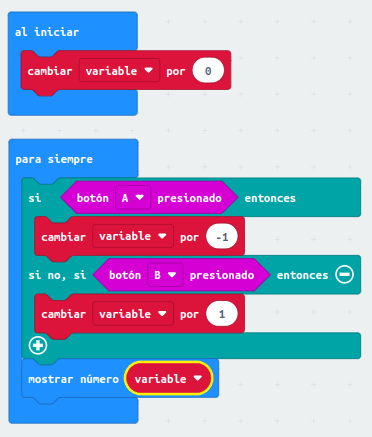 al iniciar
cambiar variable por 0
para siempre
si botón A presionado entonces
cambiar variable por -1
si no, si botón B presionado entonces
cambiar variable por 1
mostrar número variable